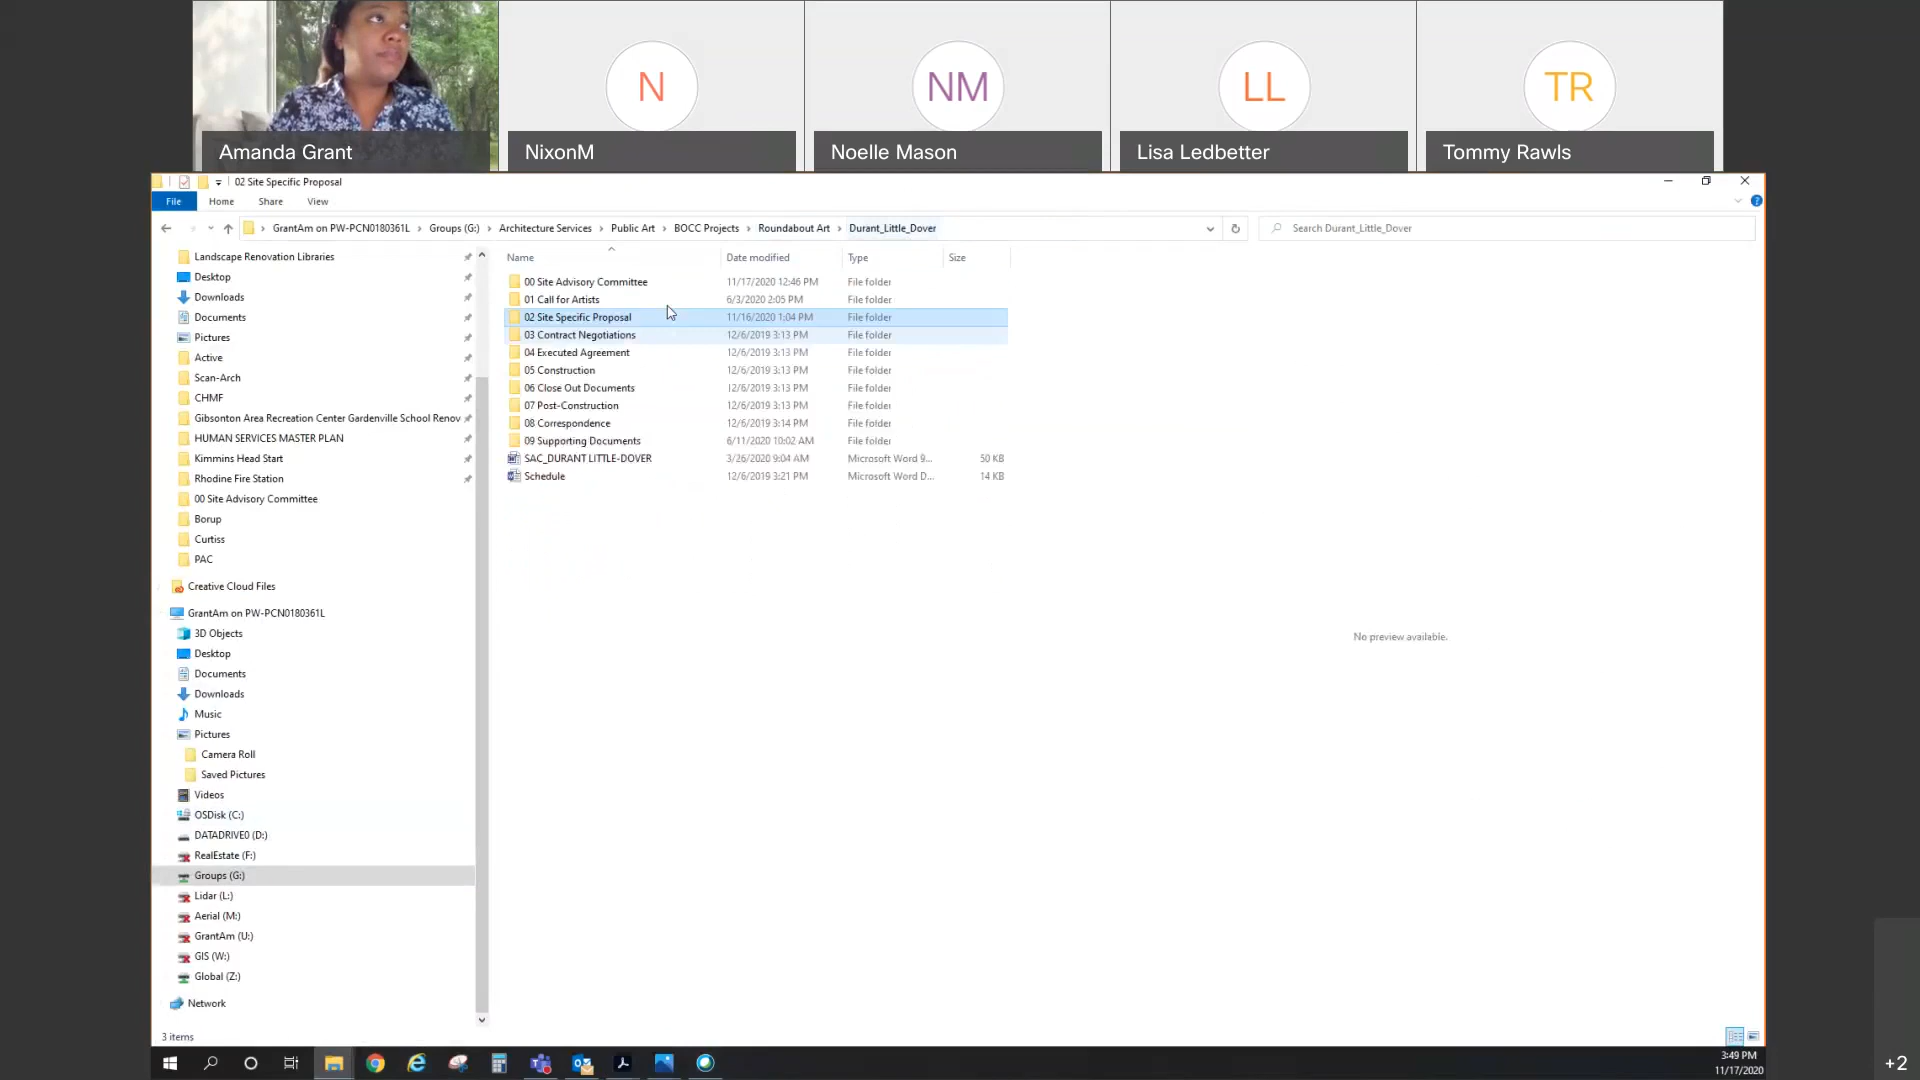 N
NM
LL
TR
Amanda Grant
NixonM
Noelle Mason
Lisa Ledbetter
Tommy Rawls
02 Site Specific Proposal
File Home Share View
GrantAm on PW-PCN0180361L > Groups (G:) > Architecture Services > Public Art > BOCC Projects > Roundabout Art > Durant_Little_Dover
Search Durant_Little_Dover
Landscape Renovation Libraries
Desktop
Downloads
Documents
Pictures
Active
Scan-Arch
CHMF
Gibsonton Area Recreation Center Gardenville School Renov
HUMAN SERVICES MASTER PLAN
Kimmins Head Start
Rhodine Fire Station
00 Site Advisory Committee
Borup
Curtiss
PAC
Creative Cloud Files
GrantAm on PW-PCN0180361L
3D Objects
Desktop
Documents
Downloads
Music
Pictures
Camera Roll
Saved Pictures
Videos
OSDisk (C:)
DATADRIVE0 (D:)
RealEstate (F:)
Groups (G:)
Lidar (L:)
Aerial (M:)
GrantAm (U:)
GIS (W:)
Global (Z:)
Network
Name Date modified Type Size
00 Site Advisory Committee 11/17/2020 12:46 PM File folder
01 Call for Artists 6/3/2020 2:05 PM File folder
02 Site Specific Proposal 11/16/2020 1:04 PM File folder
03 Contract Negotiations 12/6/2019 3:13 PM File folder
04 Executed Agreement 12/6/2019 3:13 PM File folder
05 Construction 12/6/2019 3:13 PM File folder
06 Close Out Documents 12/6/2019 3:13 PM File folder
07 Post-Construction 12/6/2019 3:13 PM File folder
08 Correspondence 12/6/2019 3:14 PM File folder
09 Supporting Documents 6/11/2020 10:02 AM File folder
SAC_DURANT LITTLE-DOVER 3/26/2020 9:04 AM Microsoft Word 9... 50 KB
Schedule 12/6/2019 3:21 PM Microsoft Word D... 14 KB
No preview available.
3 items
3:49 PM
11/17/2020
+2